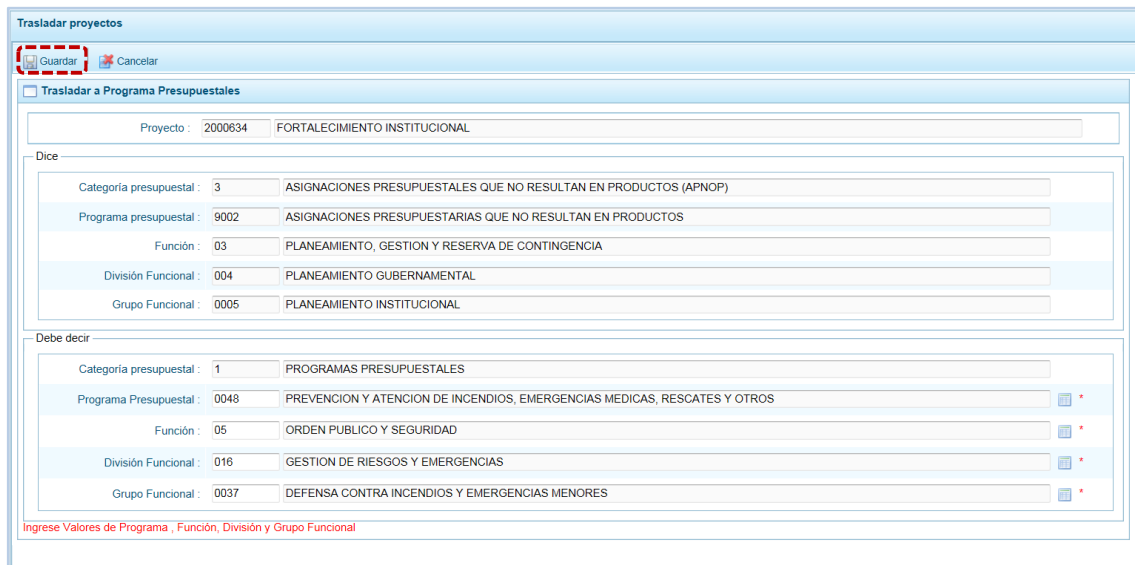 Trasladar proyectos
Guardar Cancelar
Trasladar a Programa Presupuestales
Proyecto : 2000634 FORTALECIMIENTO INSTITUCIONAL
Dice
Categoría presupuestal : 3 ASIGNACIONES PRESUPUESTALES QUE NO RESULTAN EN PRODUCTOS (APNOP)
Programa presupuestal : 9002 ASIGNACIONES PRESUPUESTARIAS QUE NO RESULTAN EN PRODUCTOS
Función : 03 PLANEAMIENTO, GESTION Y RESERVA DE CONTINGENCIA
División Funcional : 004 PLANEAMIENTO GUBERNAMENTAL
Grupo Funcional : 0005 PLANEAMIENTO INSTITUCIONAL
Debe decir
Categoría presupuestal : 1 PROGRAMAS PRESUPUESTALES
Programa Presupuestal : 0048 PREVENCION Y ATENCION DE INCENDIOS, EMERGENCIAS MEDICAS, RESCATES Y OTROS *
Función : 05 ORDEN PUBLICO Y SEGURIDAD *
División Funcional : 016 GESTION DE RIESGOS Y EMERGENCIAS *
Grupo Funcional : 0037 DEFENSA CONTRA INCENDIOS Y EMERGENCIAS MENORES *
Ingrese Valores de Programa , Función, División y Grupo Funcional